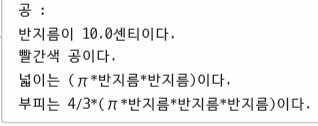 공 :
반지름이 10.0센티이다.
빨간색 공이다.
넓이는 (π*반지름*반지름)이다.
부피는 4/3*(π*반지름*반지름*반지름)이다.